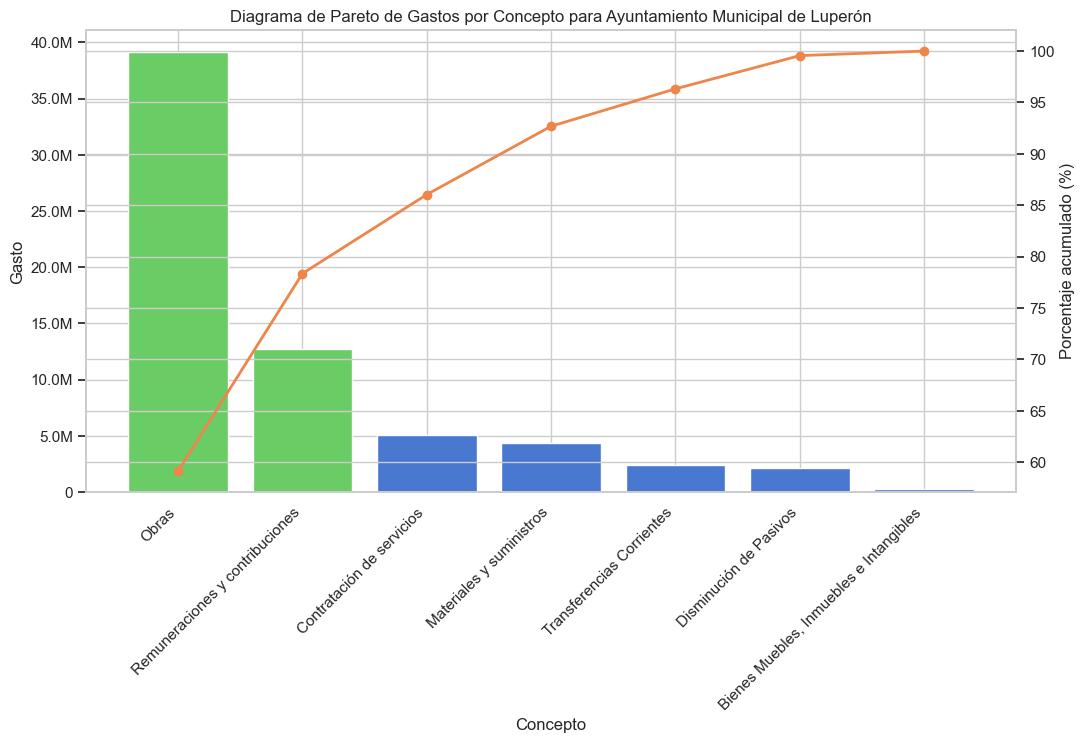 Diagrama de Pareto de Gastos por Concepto para Ayuntamiento Municipal de Luperón
Gasto
40.0M
35.0M
30.0M
25.0M
20.0M
15.0M
10.0M
5.0M
0
100
95
90
85
80
75
70
65
60
Porcentaje acumulado (%)
Obras
Remuneraciones y contribuciones
Contratación de servicios
Materiales y suministros
Transferencias Corrientes
Disminución de Pasivos
Bienes Muebles, Inmuebles e Intangibles
Concepto